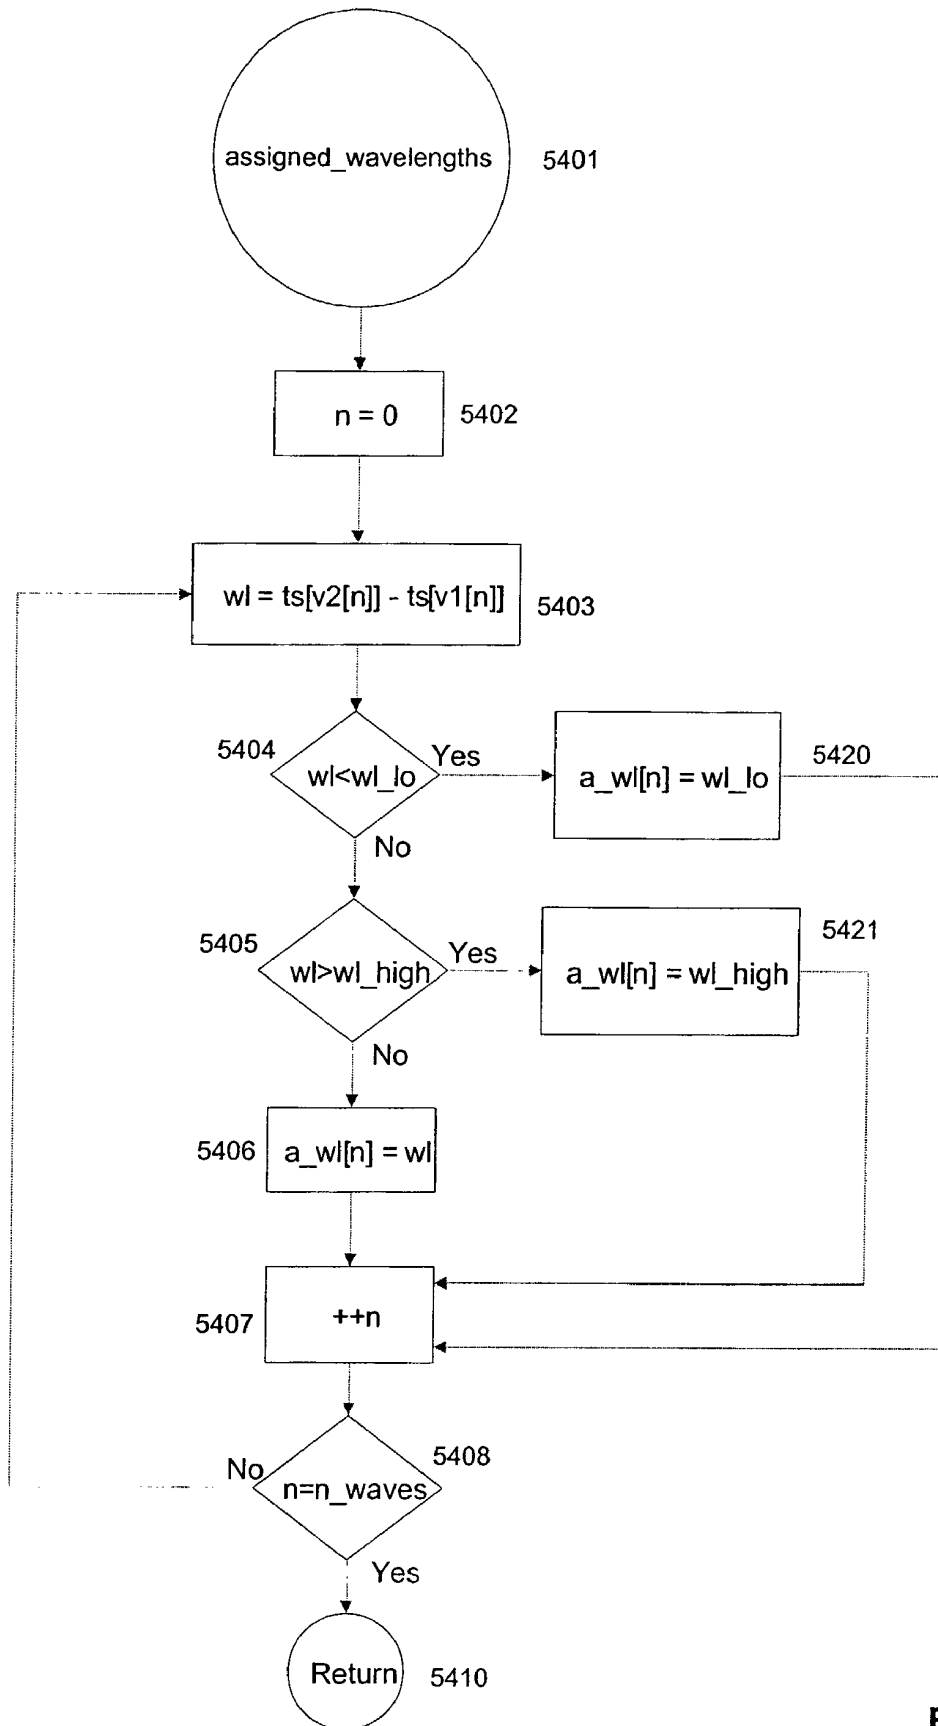 assigned_wavelengths
5401
n = 0
5402
wl = ts[v2[n]] - ts[v1[n]]
5403
5404
wl<wl_lo
Yes
a_wl[n] = wl_lo
5420
No
5405
wl>wl_high
Yes
a_wl[n] = wl_high
5421
No
5406
a_wl[n] = wl
5407
++n
No
n=n_waves
5408
Yes
Return
5410